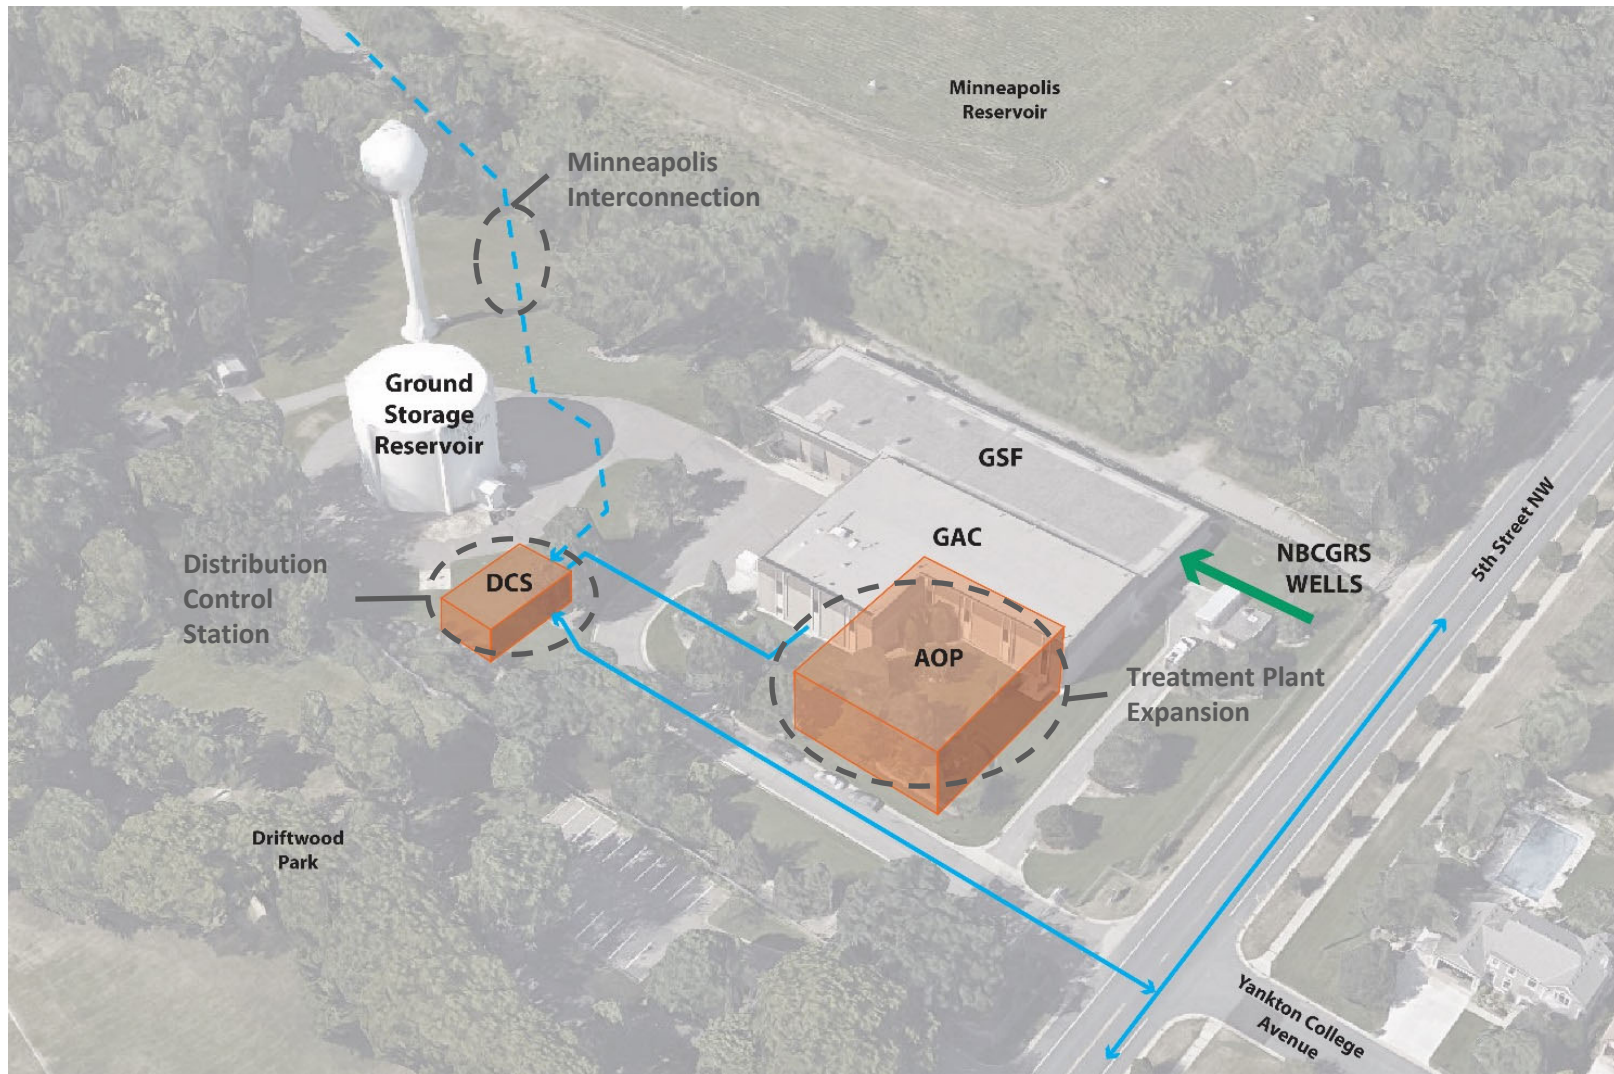 Minneapolis
Reservoir
Minneapolis
Interconnection
Ground
Storage
Reservoir
GSF
GAC
5th Street NW
NBCGRS
WELLS
Distribution
Control
Station
DCS
AOP
Treatment Plant
Expansion
Driftwood
Park
Yankton College
Avenue